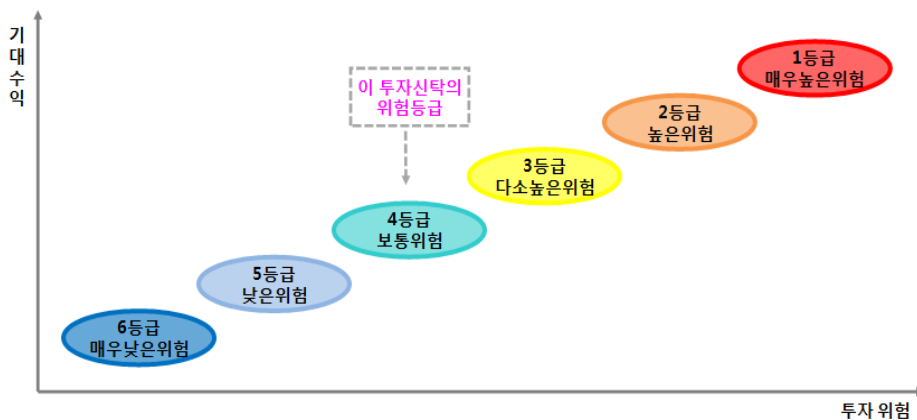 기
대
수
익
이 투자신탁의
위험등급
1등급
매우높은위험
2등급
높은위험
3등급
다소높은위험
4등급
보통위험
5등급
낮은위험
6등급
매우낮은위험
투자 위험